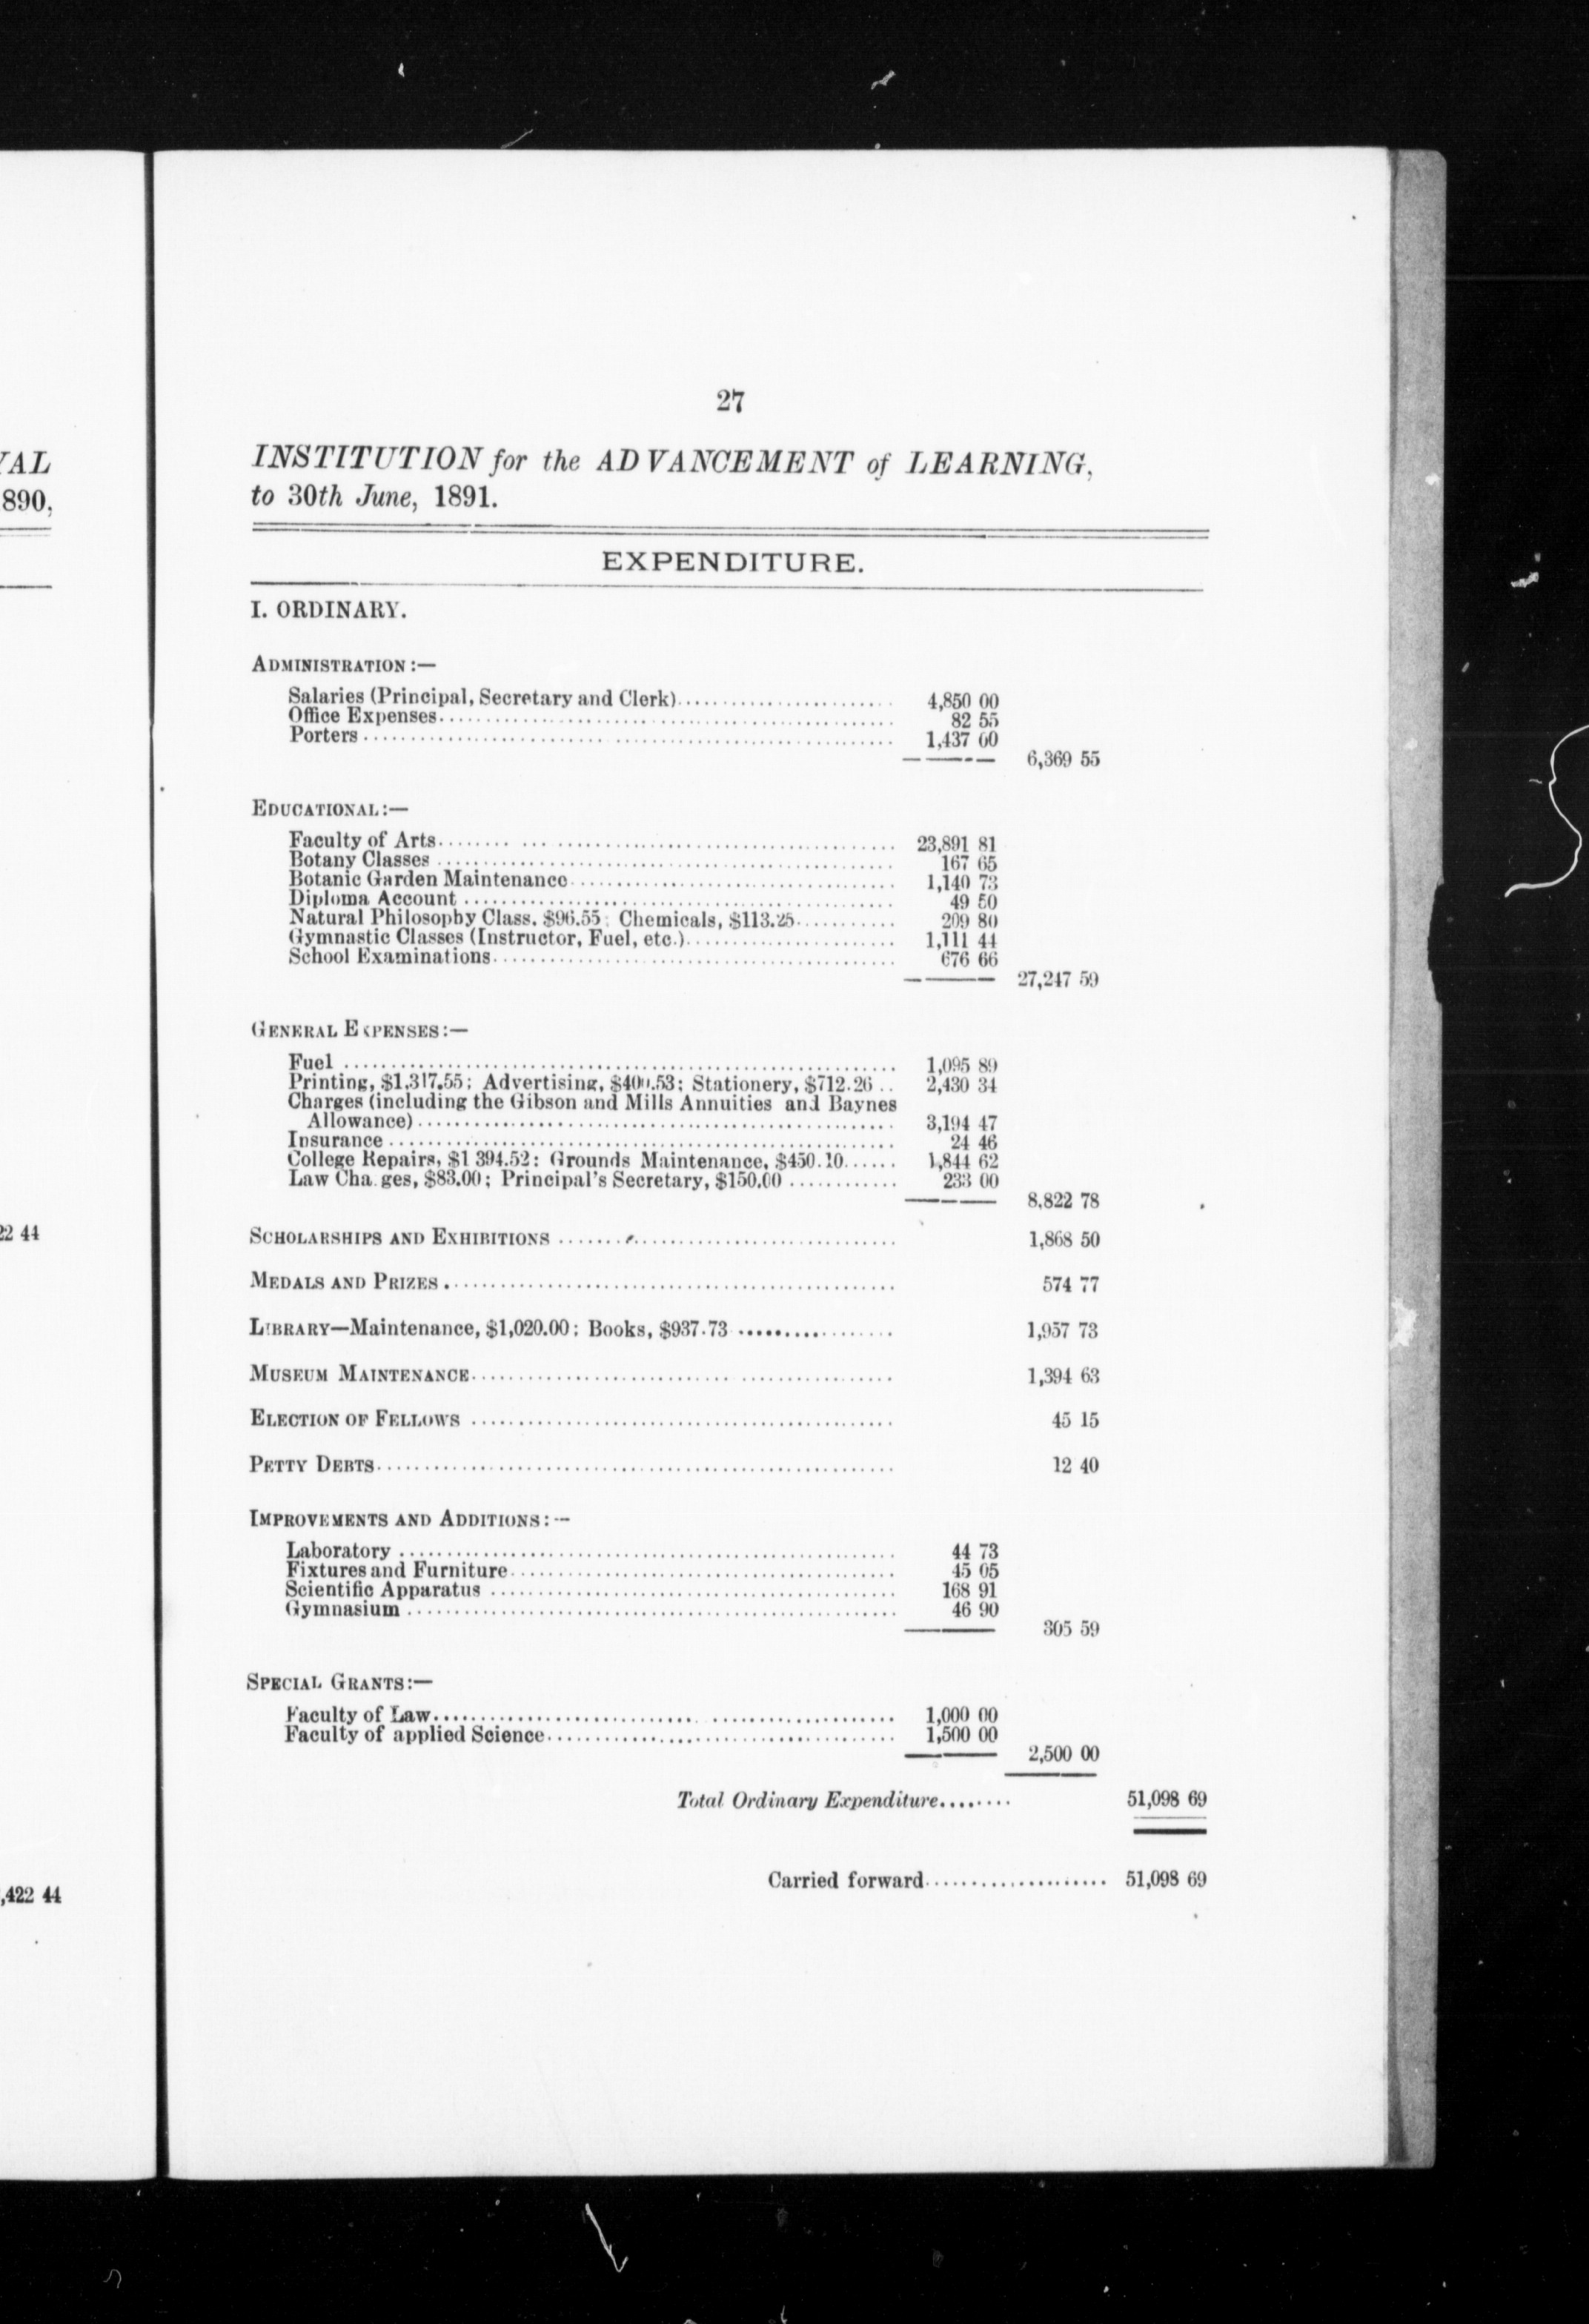 27
INSTITUTION for the ADVANCEMENT of LEARNING,
to 30th June, 1891.
EXPENDITURE.
I. ORDINARY.
ADMINISTRATION :—
Salaries (Principal, Secretary and Clerk) 4,850 00
Office Expenses 82 55
Porters 1,437 00
6,369 55
EDUCATIONAL :—
Faculty of Arts 23,891 81
Botany Classes 167 65
Botanic Garden Maintenance 1,140 73
Diploma Account 49 50
Natural Philosophy Class, $96.55; Chemicals, $113.25 209 80
Gymnastic Classes (Instructor, Fuel, etc.) 1,111 44
School Examinations 676 66
27,247 59
GENERAL EXPENSES :—
Fuel 1,095 89
Printing, $1,317.55; Advertising, $400.53; Stationery, $712.26 2,430 34
Charges (including the Gibson and Mills Annuities and Baynes
Allowance) 3,194 47
Insurance 24 46
College Repairs, $1 394.52: Grounds Maintenance, $450.10 1,844 62
Law Cha.ges, $83.00; Principal's Secretary, $150.00 233 00
8,822 78
SCHOLARSHIPS AND EXHIBITIONS 1,868 50
MEDALS AND PRIZES 574 77
LIBRARY—Maintenance, $1,020.00; Books, $937.73 1,957 73
MUSEUM MAINTENANCE 1,394 63
ELECTION OF FELLOWS 45 15
PETTY DEBTS 12 40
IMPROVEMENTS AND ADDITIONS :—
Laboratory 44 73
Fixtures and Furniture 45 05
Scientific Apparatus 168 91
Gymnasium 46 90
305 59
SPECIAL GRANTS :—
Faculty of Law 1,000 00
Faculty of applied Science 1,500 00
2,500 00
Total Ordinary Expenditure 51,098 69
Carried forward 51,098 69